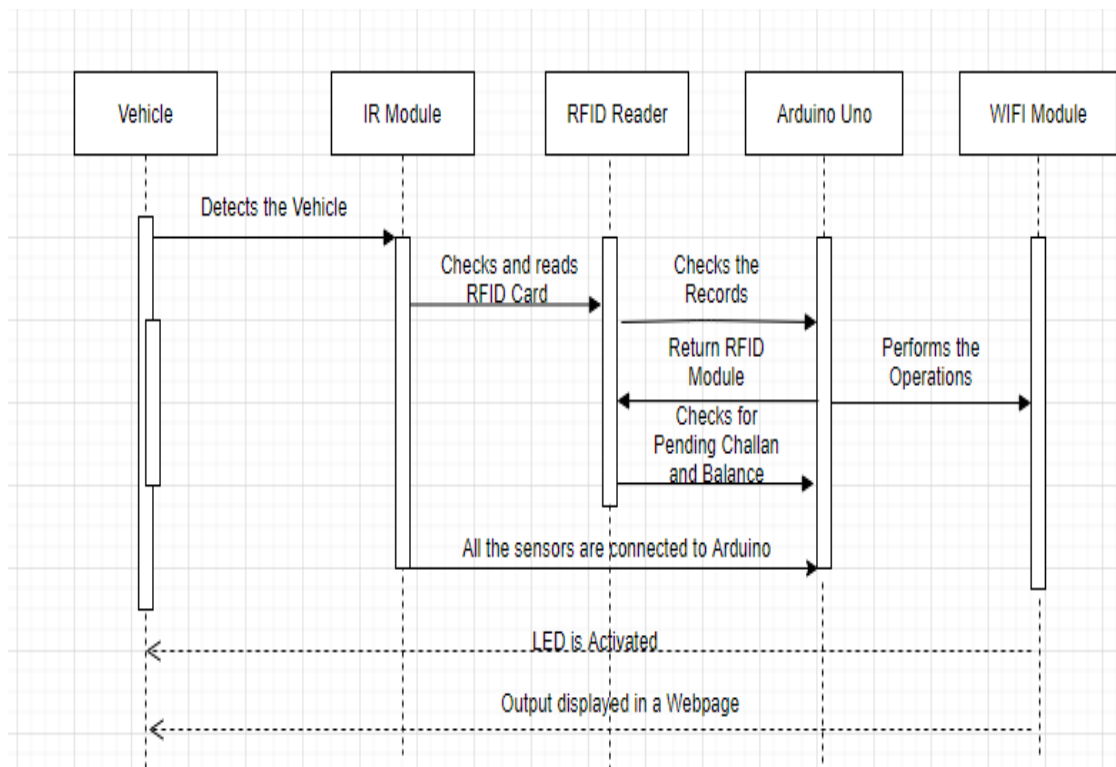 Vehicle
IR Module
RFID Reader
Arduino Uno
WIFI Module
Detects the Vehicle
Checks and reads
RFID Card
Checks the
Records
Return RFID
Module
Performs the
Operations
Checks for
Pending Challan
and Balance
All the sensors are connected to Arduino
LED is Activated
Output displayed in a Webpage